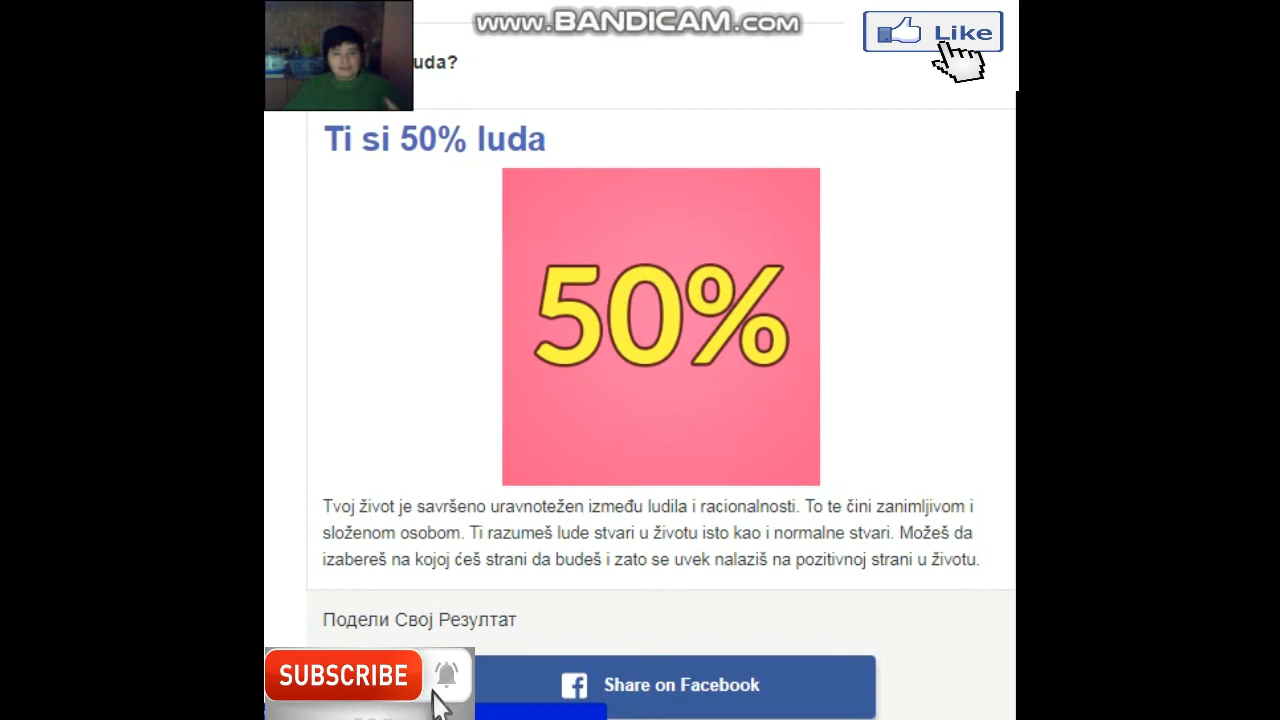 www.BANDICAM.com
Like
uda?
Ti si 50% luda
50%
Tvoj život je savršeno uravnotežen između ludila i racionalnosti. To te čini zanimljivom i
složenom osobom. Ti razumeš lude stvari u životu isto kao i normalne stvari. Možeš da
izabereš na kojoj ćeš strani da budeš i zato se uvek nalaziš na pozitivnoj strani u životu.
Подели Свој Резултат
SUBSCRIBE
Share on Facebook